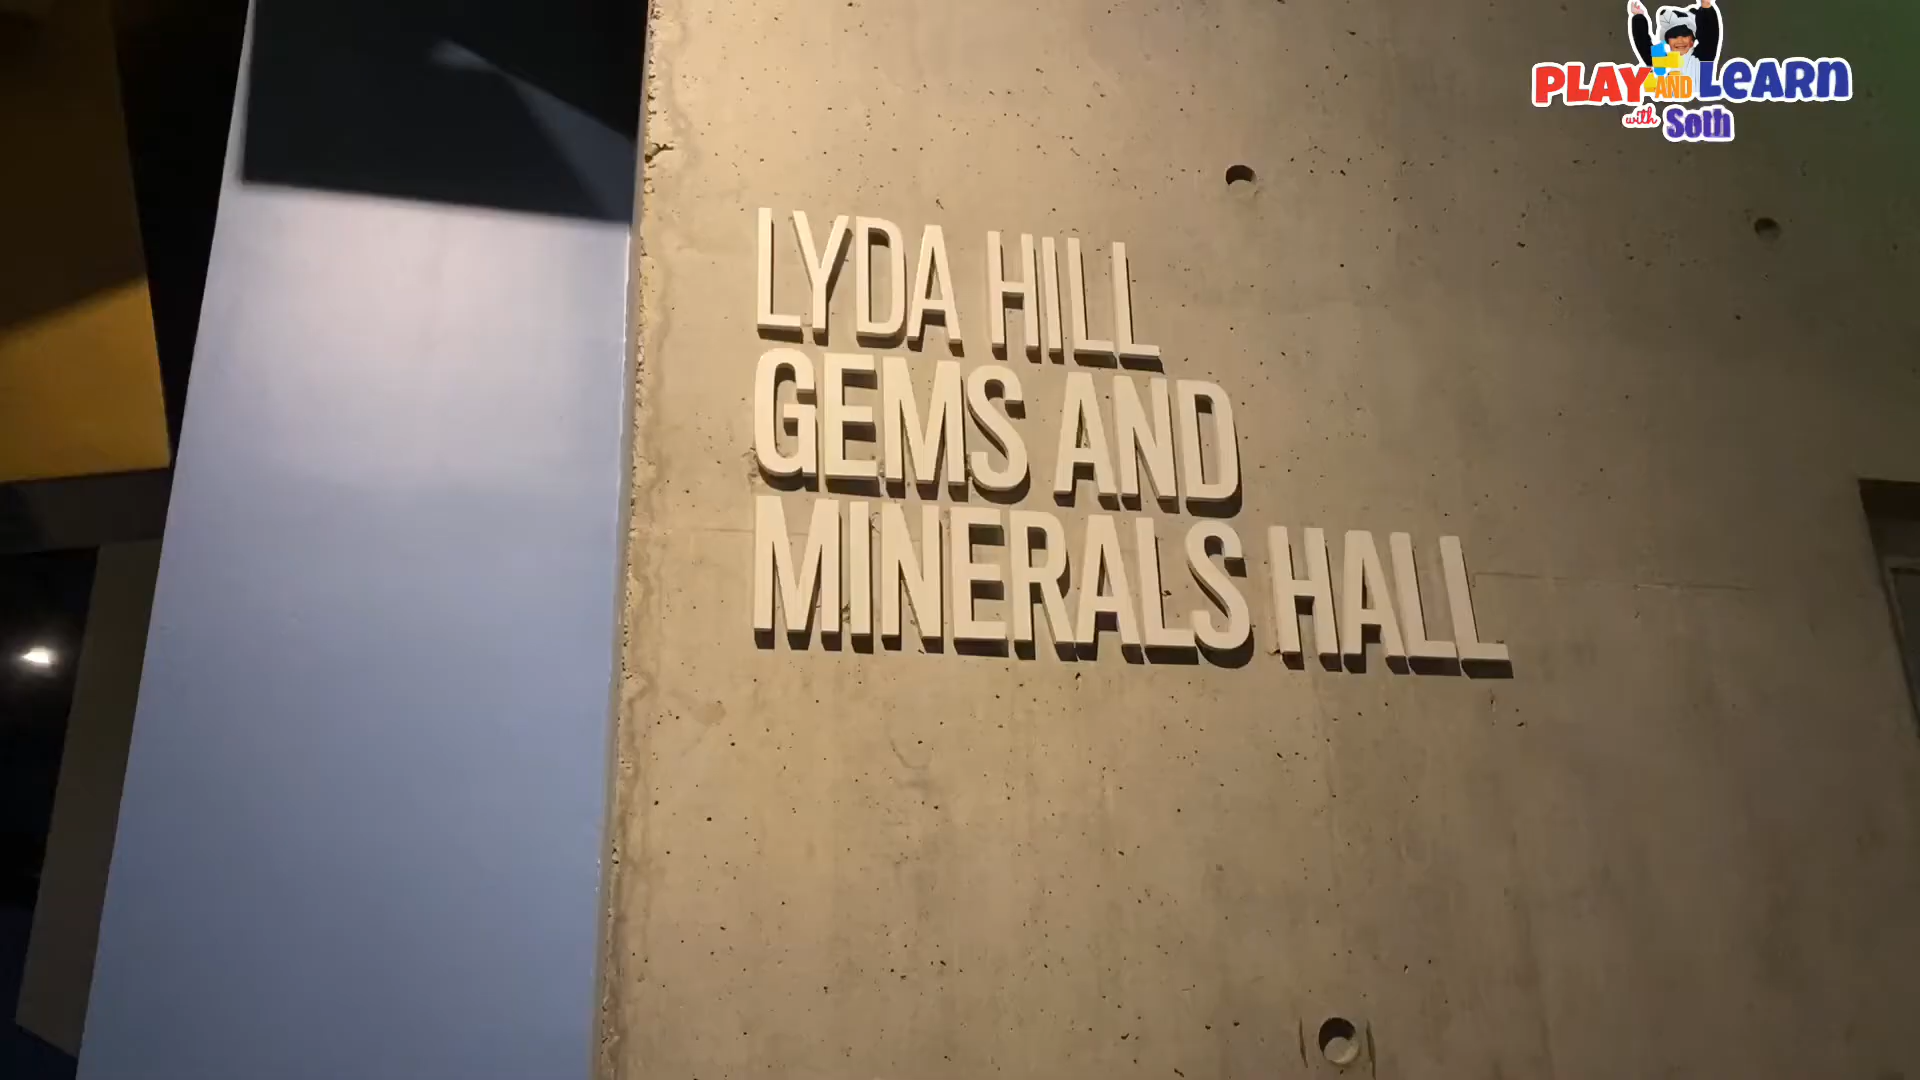 PLAY AND LEARN
with Soth
LYDA HILL
GEMS AND
MINERALS HALL